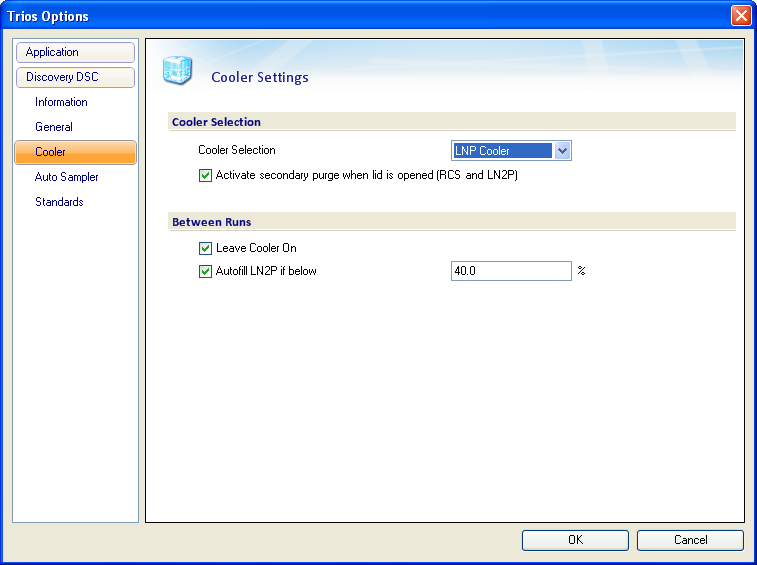 Trios Options
Application
Discovery DSC
Information
General
Cooler
Auto Sampler
Standards
Cooler Settings
Cooler Selection
Cooler Selection LNP Cooler
Activate secondary purge when lid is opened (RCS and LN2P)
Between Runs
Leave Cooler On
Autofill LN2P if below 40.0 %
OK Cancel